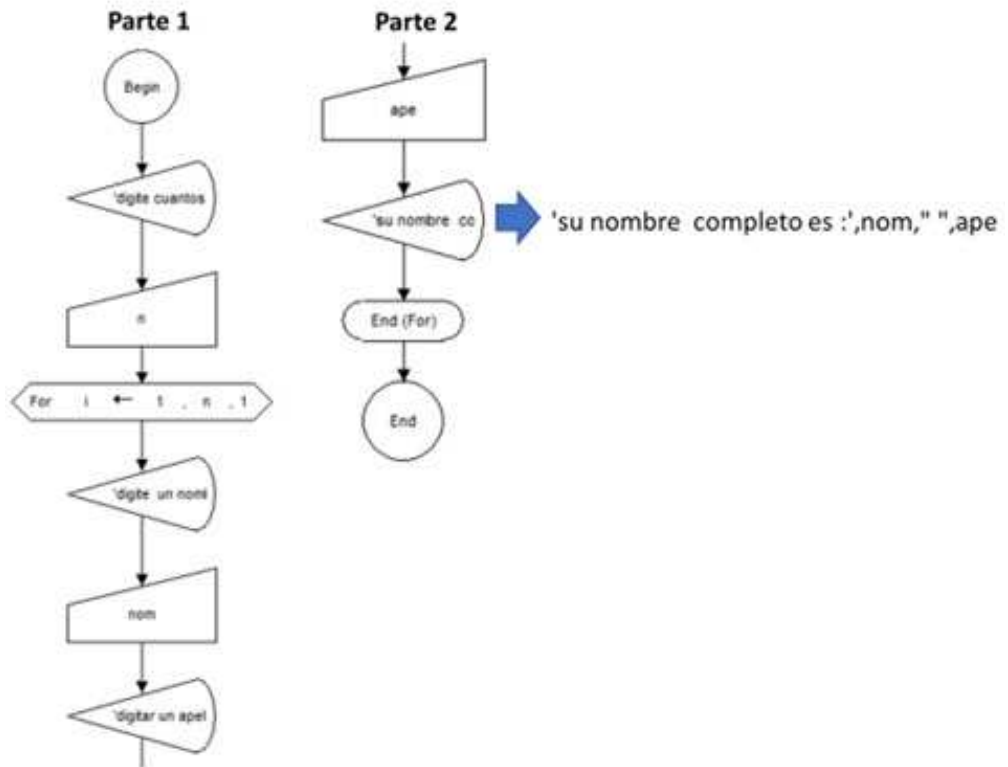 Parte 1
Begin
'digite cuantos
n
For i ← 1 , n , 1
'digite un noml
nom
'digitar un apel
Parte 2
ape
'su nombre co
'su nombre completo es :',nom," ",ape
End (For)
End